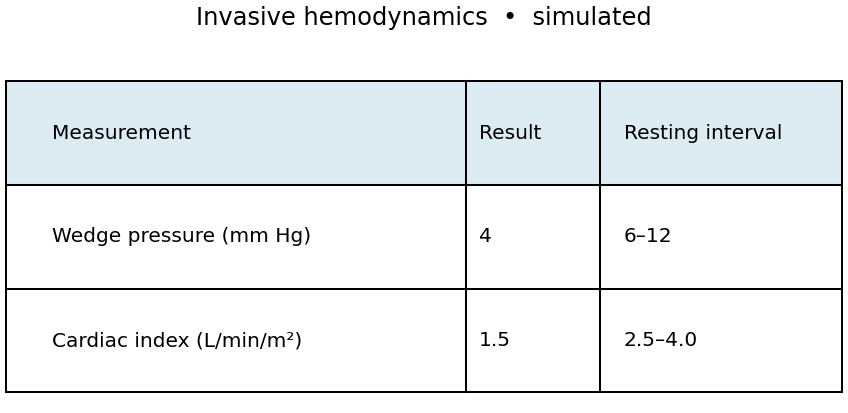 Invasive hemodynamics • simulated
Measurement Result Resting interval
Wedge pressure (mm Hg) 4 6–12
Cardiac index (L/min/m²) 1.5 2.5–4.0